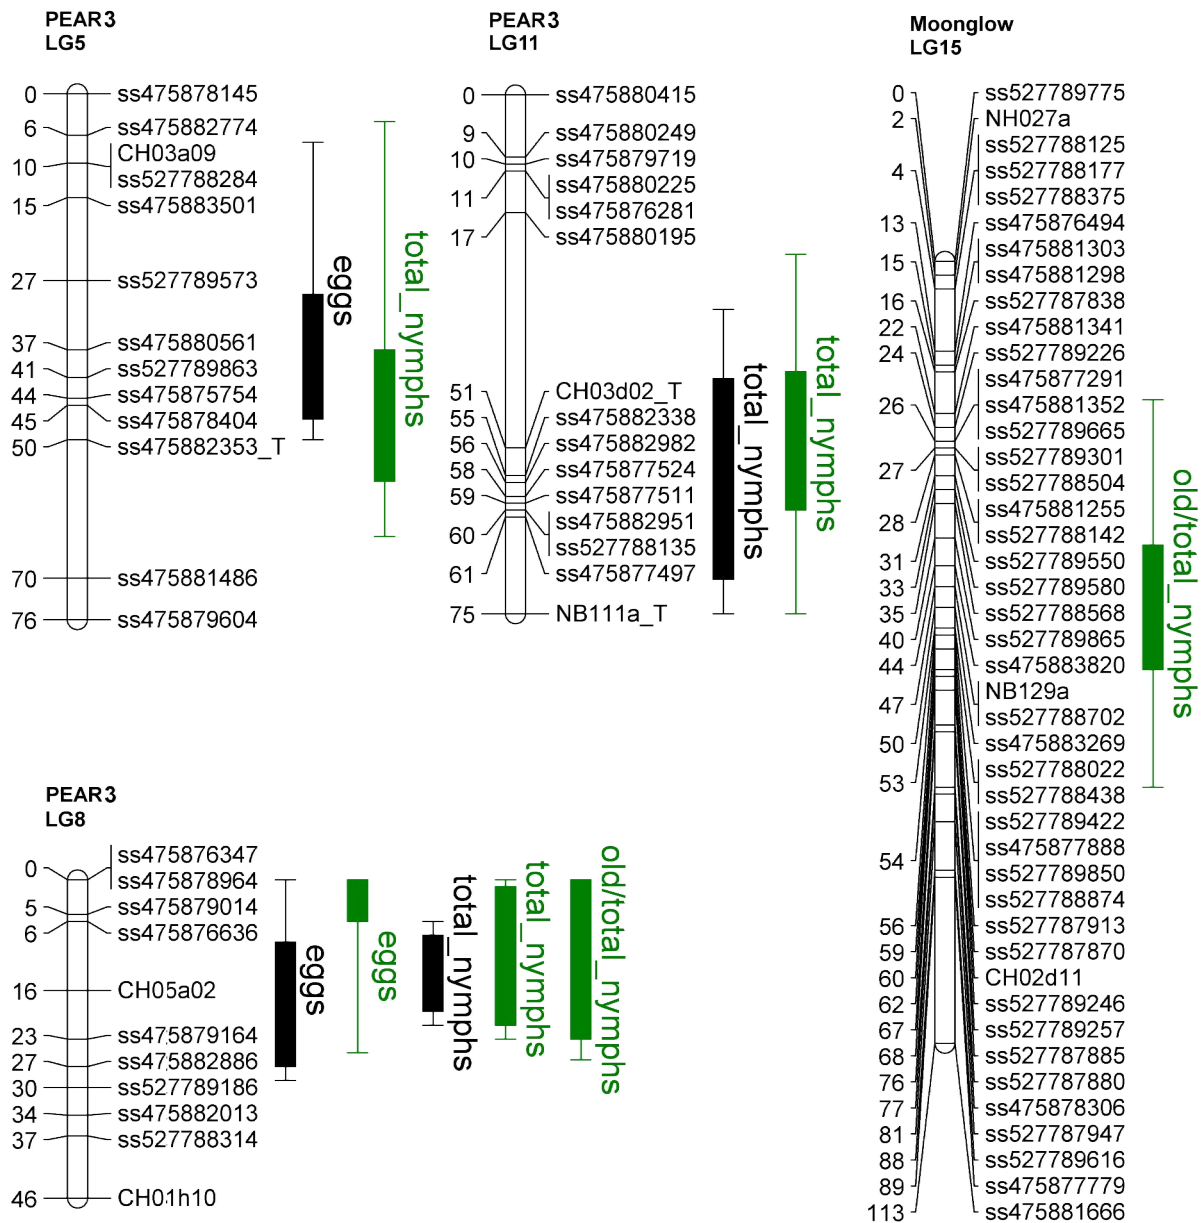 PEAR3
LG5
0 ss475878145
6 ss475882774
CH03a09
10
ss527788284
15 ss475883501
27 ss527789573
37 ss475880561
41 ss527789863
44 ss475875754
45 ss475878404
50 ss475882353_T
70 ss475881486
76 ss475879604
eggs
total_nymphs
PEAR3
LG11
0 ss475880415
9 ss475880249
10 ss475879719
ss475880225
11
ss475876281
17 ss475880195
51 CH03d02_T
55 ss475882338
56 ss475882982
58 ss475877524
59 ss475877511
ss475882951
60
ss527788135
61 ss475877497
75 NB111a_T
total_nymphs
total_nymphs
Moonglow
LG15
0 ss527789775
2 NH027a
ss527788125
4 ss527788177
ss527788375
13 ss475876494
ss475881303
15
ss475881298
16 ss527787838
22 ss475881341
24 ss527789226
ss475877291
26 ss475881352
ss527789665
ss527789301
27
ss527788504
ss475881255
28
ss527788142
31 ss527789550
33 ss527789580
35 ss527788568
40 ss527789865
44 ss475883820
NB129a
47
ss527788702
50 ss475883269
ss527788022
53
ss527788438
ss527789422
ss475877888
54
ss527789850
ss527788874
56 ss527787913
59 ss527787870
60 CH02d11
62 ss527789246
67 ss527789257
68 ss527787885
76 ss527787880
77 ss475878306
81 ss527787947
88 ss527789616
89 ss475877779
113 ss475881666
old/total_nymphs
PEAR3
LG8
ss475876347
0
ss475878964
5 ss475879014
6 ss475876636
16 CH05a02
23 ss475879164
27 ss475882886
30 ss527789186
34 ss475882013
37 ss527788314
46 CH01h10
eggs
eggs
total_nymphs
total_nymphs
old/total_nymphs